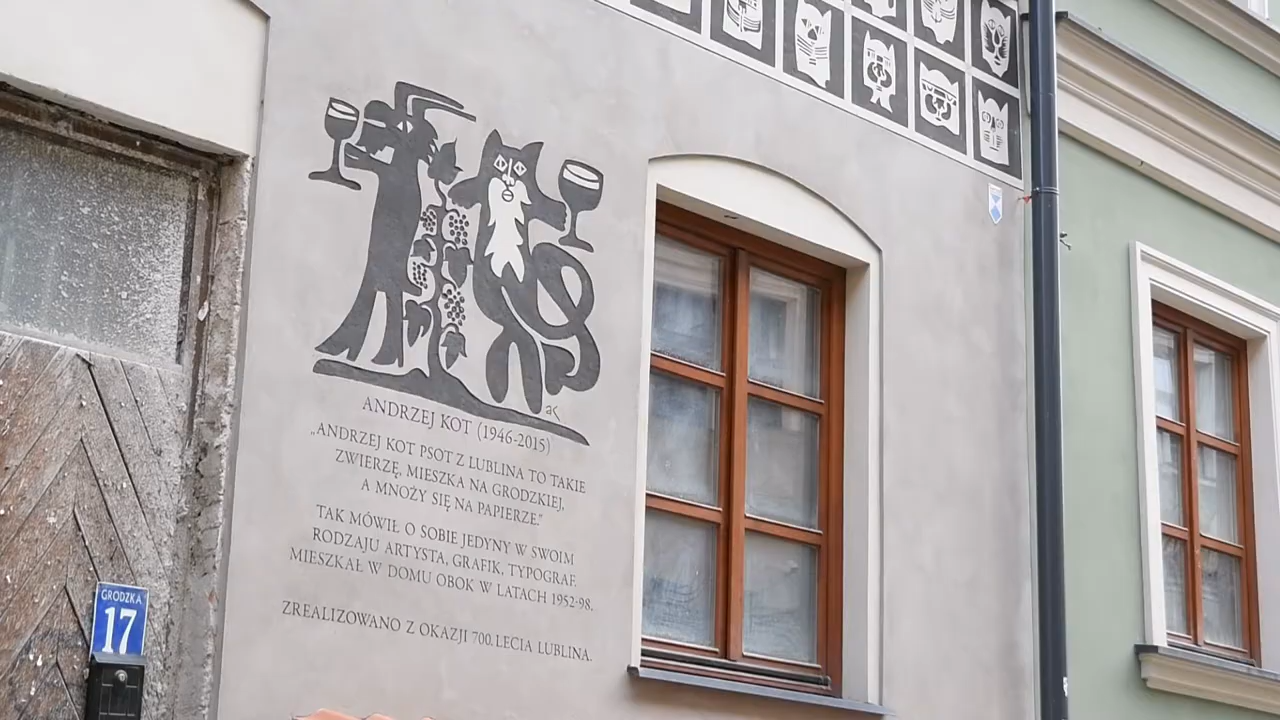 ANDRZEJ KOT (1946-2015)
„ANDRZEJ KOT PSOT Z LUBLINA TO TAKIE
ZWIERZĘ, MIESZKA NA GRODZKIEJ,
A MNOŻY SIĘ NA PAPIERZE."
TAK MÓWIŁ O SOBIE JEDYNY W SWOIM
RODZAJU ARTYSTA, GRAFIK, TYPOGRAF.
MIESZKAŁ W DOMU OBOK W LATACH 1952-98.
ZREALIZOWANO Z OKAZJI 700.LECIA LUBLINA.
GRODZKA
17